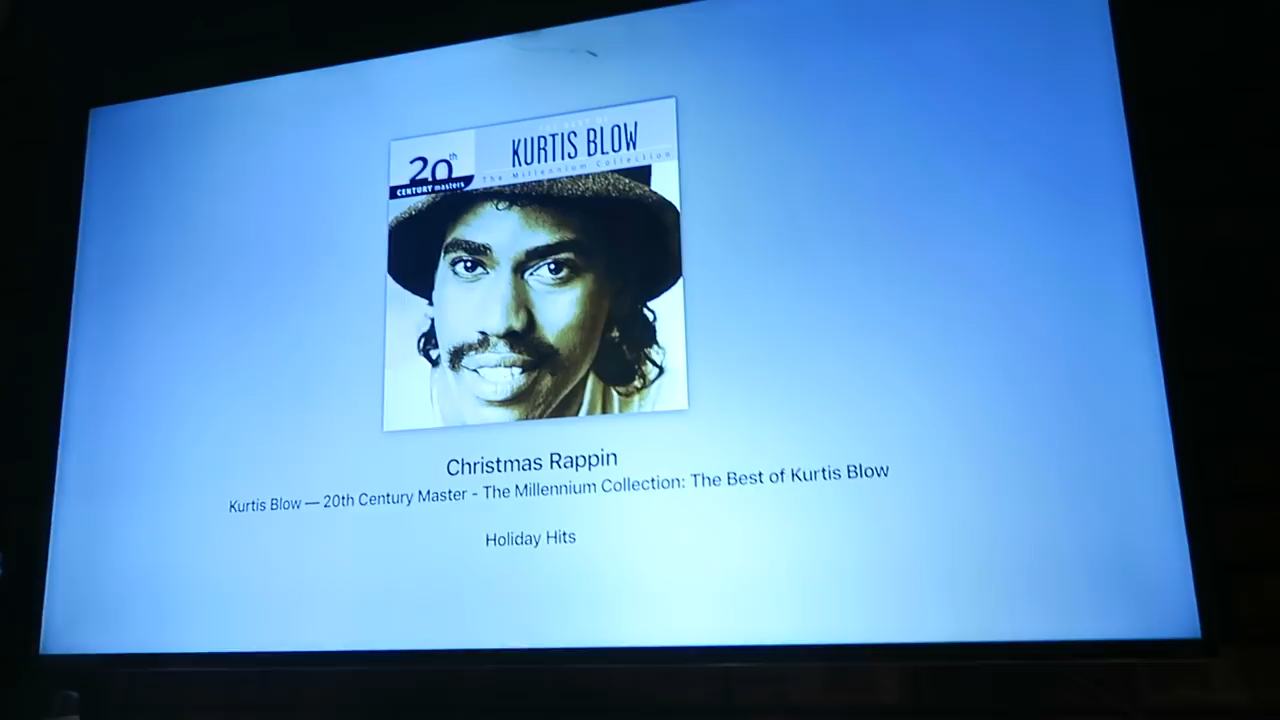 THE BEST OF
KURTIS BLOW
The Millennium Collection
20th
CENTURY masters
Christmas Rappin
Kurtis Blow — 20th Century Master - The Millennium Collection: The Best of Kurtis Blow
Holiday Hits